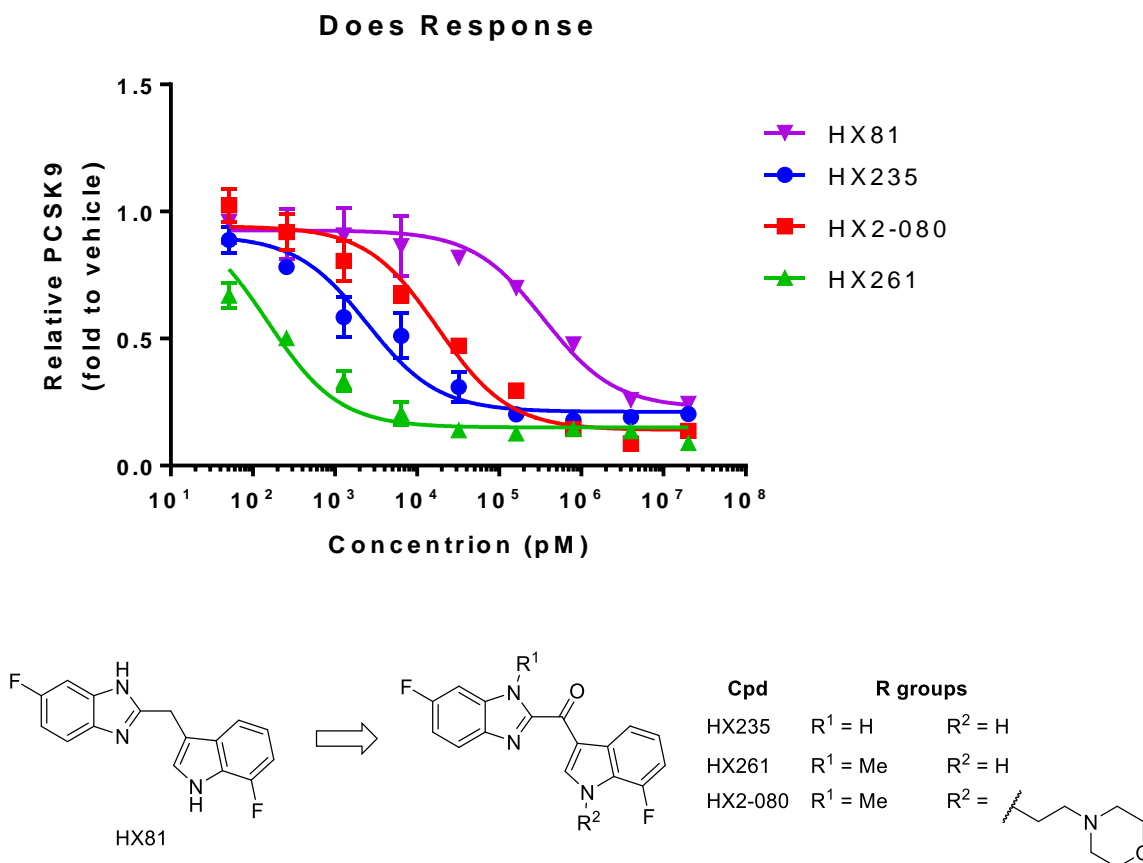 Does Response
Relative PCSK9
(fold to vehicle)
1.5
1.0
0.5
0.0
10¹ 10² 10³ 10⁴ 10⁵ 10⁶ 10⁷ 10⁸
Concentrion (pM)
HX81
HX235
HX2-080
HX261
F
H
N
N
N
H
F
HX81
R¹
F
N
O
N
N
R²
F
Cpd R groups
HX235 R¹ = H R² = H
HX261 R¹ = Me R² = H
HX2-080 R¹ = Me R² =
N
O